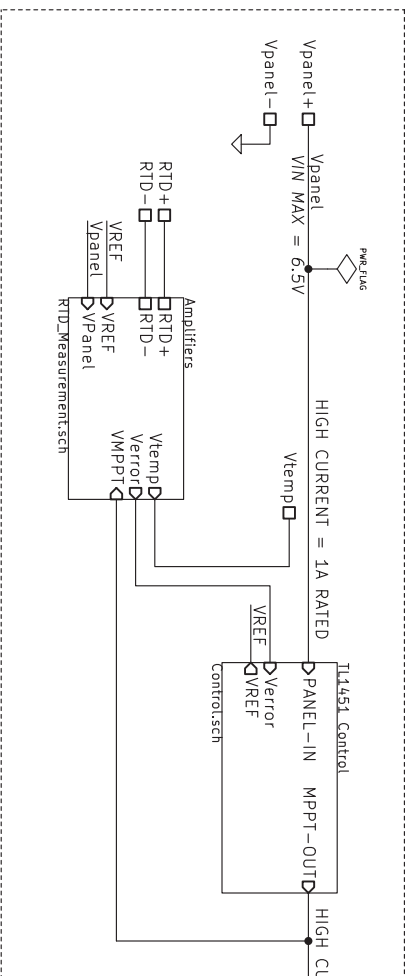 Vpanel+
Vpanel-
Vpanel
VIN MAX = 6.5V
PWR_FLAG
HIGH CURRENT = 1A RATED
RTD+
RTD-
VREF
Vpanel
Amplifiers
RTD+
RTD-
VREF
VPanel
Vtemp
Verror
VMPPT
RTD_Measurement.sch
Vtemp
VREF
TL1451 Control
PANEL-IN
MPPT-OUT
Verror
VREF
Control.sch
HIGH CU